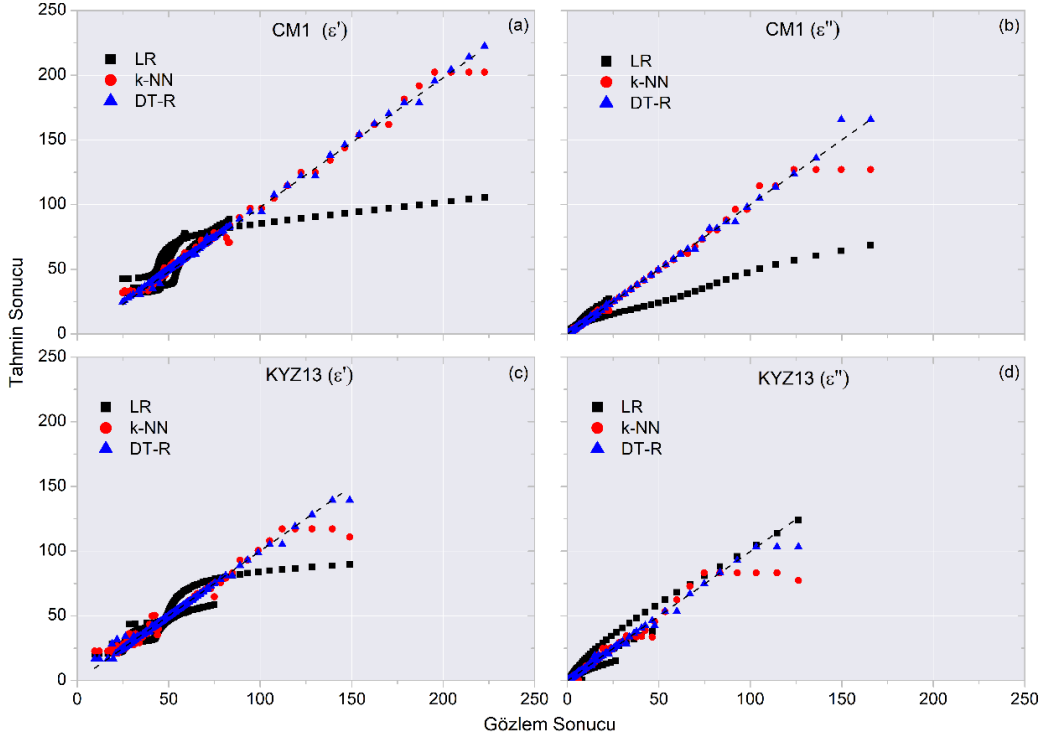 CM1 (ε')
(a)
LR
k-NN
DT-R
250
200
150
100
50
0
CM1 (ε'')
(b)
LR
k-NN
DT-R
KYZ13 (ε')
(c)
LR
k-NN
DT-R
250
200
150
100
50
0
0 50 100 150 200 250
KYZ13 (ε'')
(d)
LR
k-NN
DT-R
0 50 100 150 200 250
Tahmin Sonucu
Gözlem Sonucu